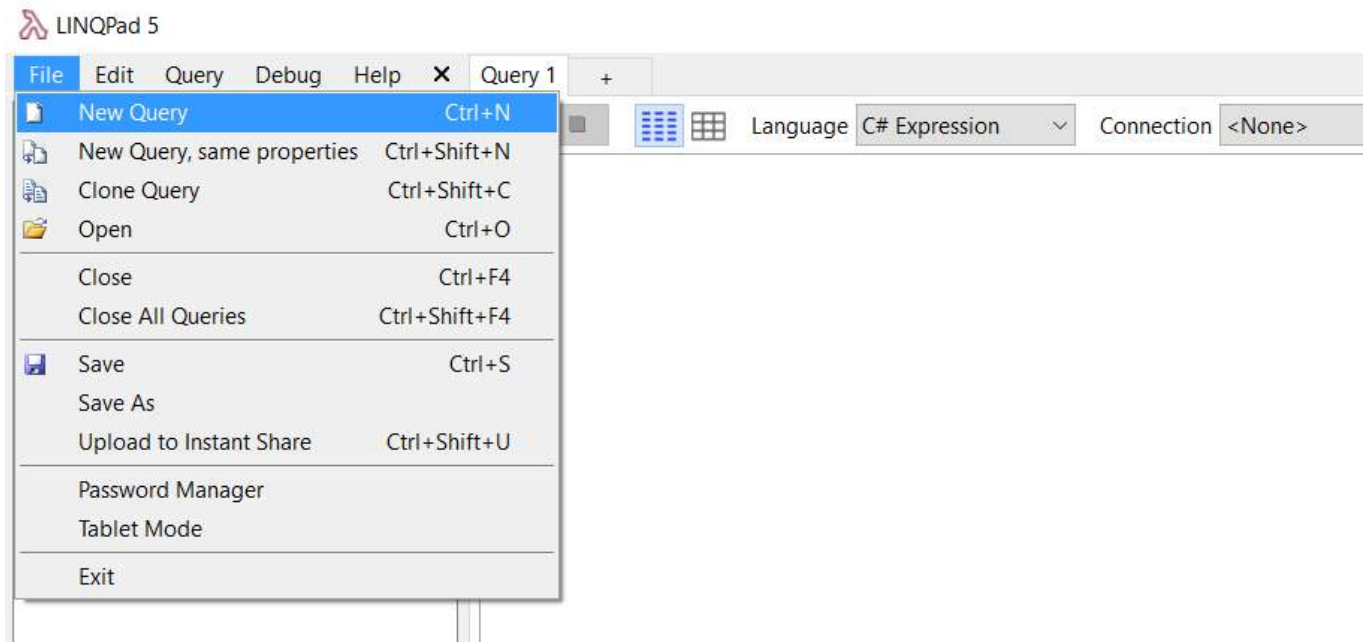 LINQPad 5
File Edit Query Debug Help Query 1 +
New Query Ctrl+N
Language C# Expression Connection <None>
New Query, same properties Ctrl+Shift+N
Clone Query Ctrl+Shift+C
Open Ctrl+O
Close Ctrl+F4
Close All Queries Ctrl+Shift+F4
Save Ctrl+S
Save As
Upload to Instant Share Ctrl+Shift+U
Password Manager
Tablet Mode
Exit